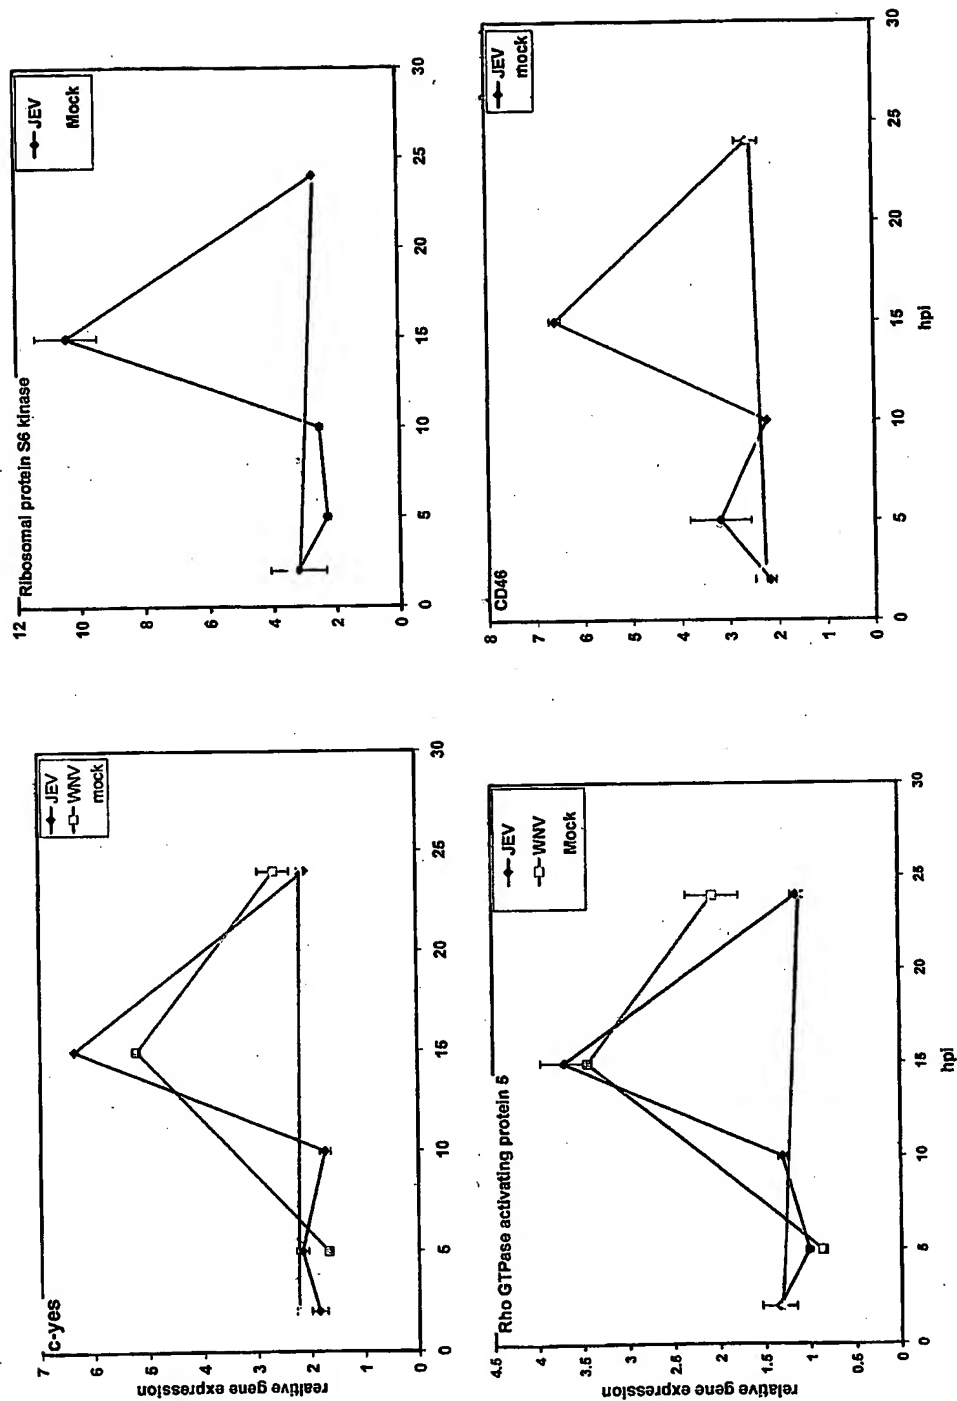 c-yes
realtive gene expression
7
6
5
4
3
2
1
0
0 5 10 15 20 25 30
JEV
WNV
mock
Ribosomal protein S6 kinase
12
10
8
6
4
2
0
0 5 10 15 20 25 30
JEV
Mock
Rho GTPase activating protein 5
relative gene expression
4.5
4
3.5
3
2.5
2
1.5
1
0.5
0
0 5 10 15 20 25 30
hpi
JEV
WNV
Mock
CD46
8
7
6
5
4
3
2
1
0
0 5 10 15 20 25 30
hpi
JEV
mock